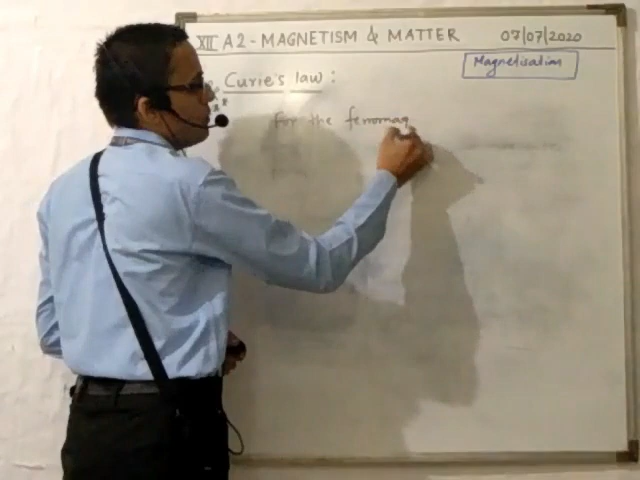 XII A2 - MAGNETISM & MATTER 07/07/2020
Magnetisation
Curie's law :
For the ferromag